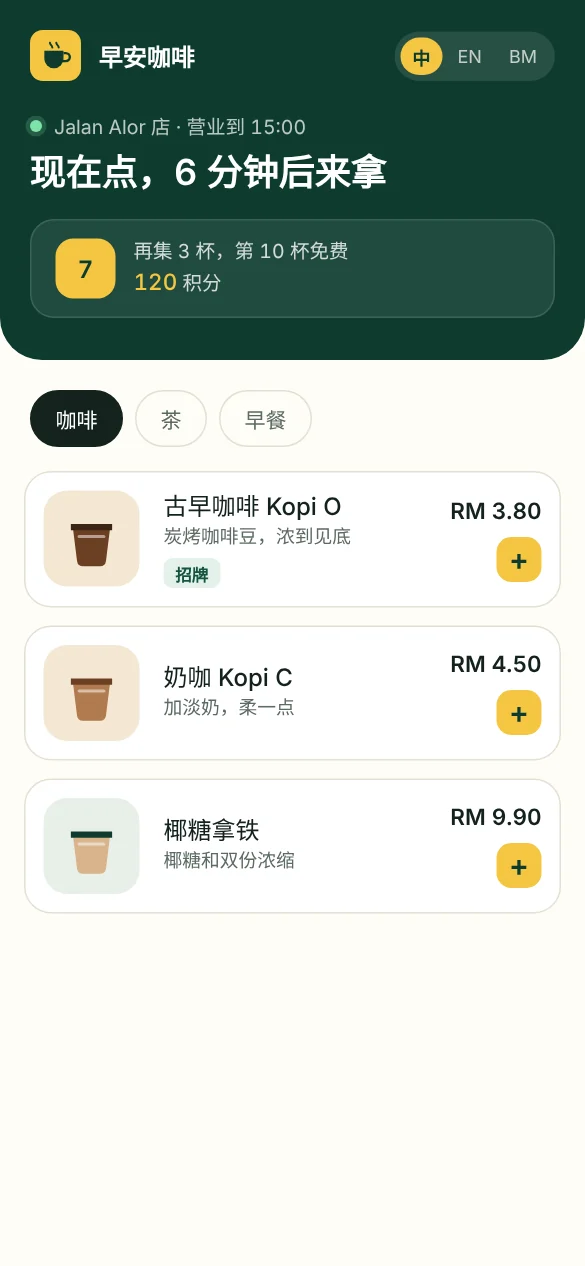 早安咖啡
中 EN BM
Jalan Alor 店 · 营业到 15:00
现在点，6 分钟后来拿
7
再集 3 杯，第 10 杯免费
120 积分
咖啡 茶 早餐
古早咖啡 Kopi O
炭烤咖啡豆，浓到见底
招牌
RM 3.80
+
奶咖 Kopi C
加淡奶，柔一点
RM 4.50
+
椰糖拿铁
椰糖和双份浓缩
RM 9.90
+